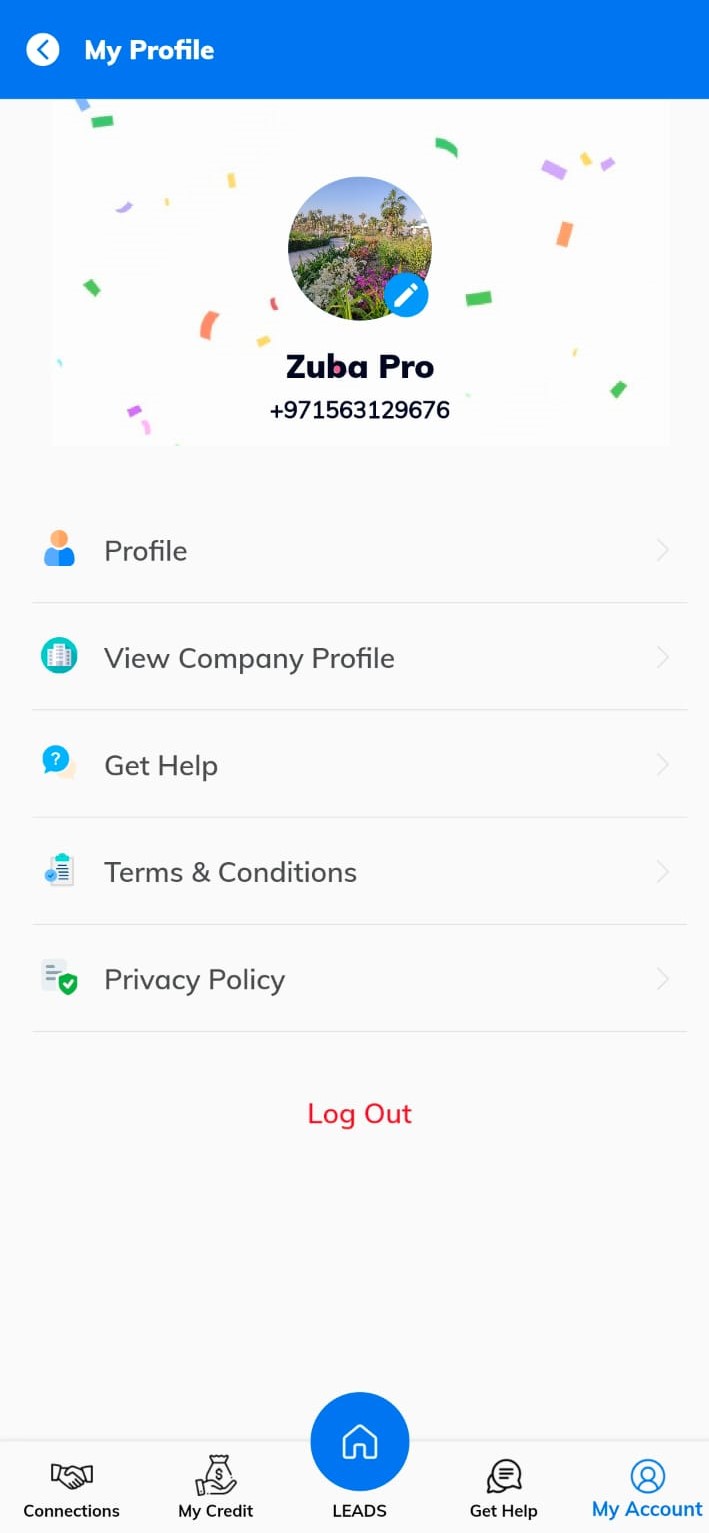 My Profile
Zuba Pro
+971563129676
Profile
View Company Profile
Get Help
Terms & Conditions
Privacy Policy
Log Out
Connections
My Credit
LEADS
Get Help
My Account